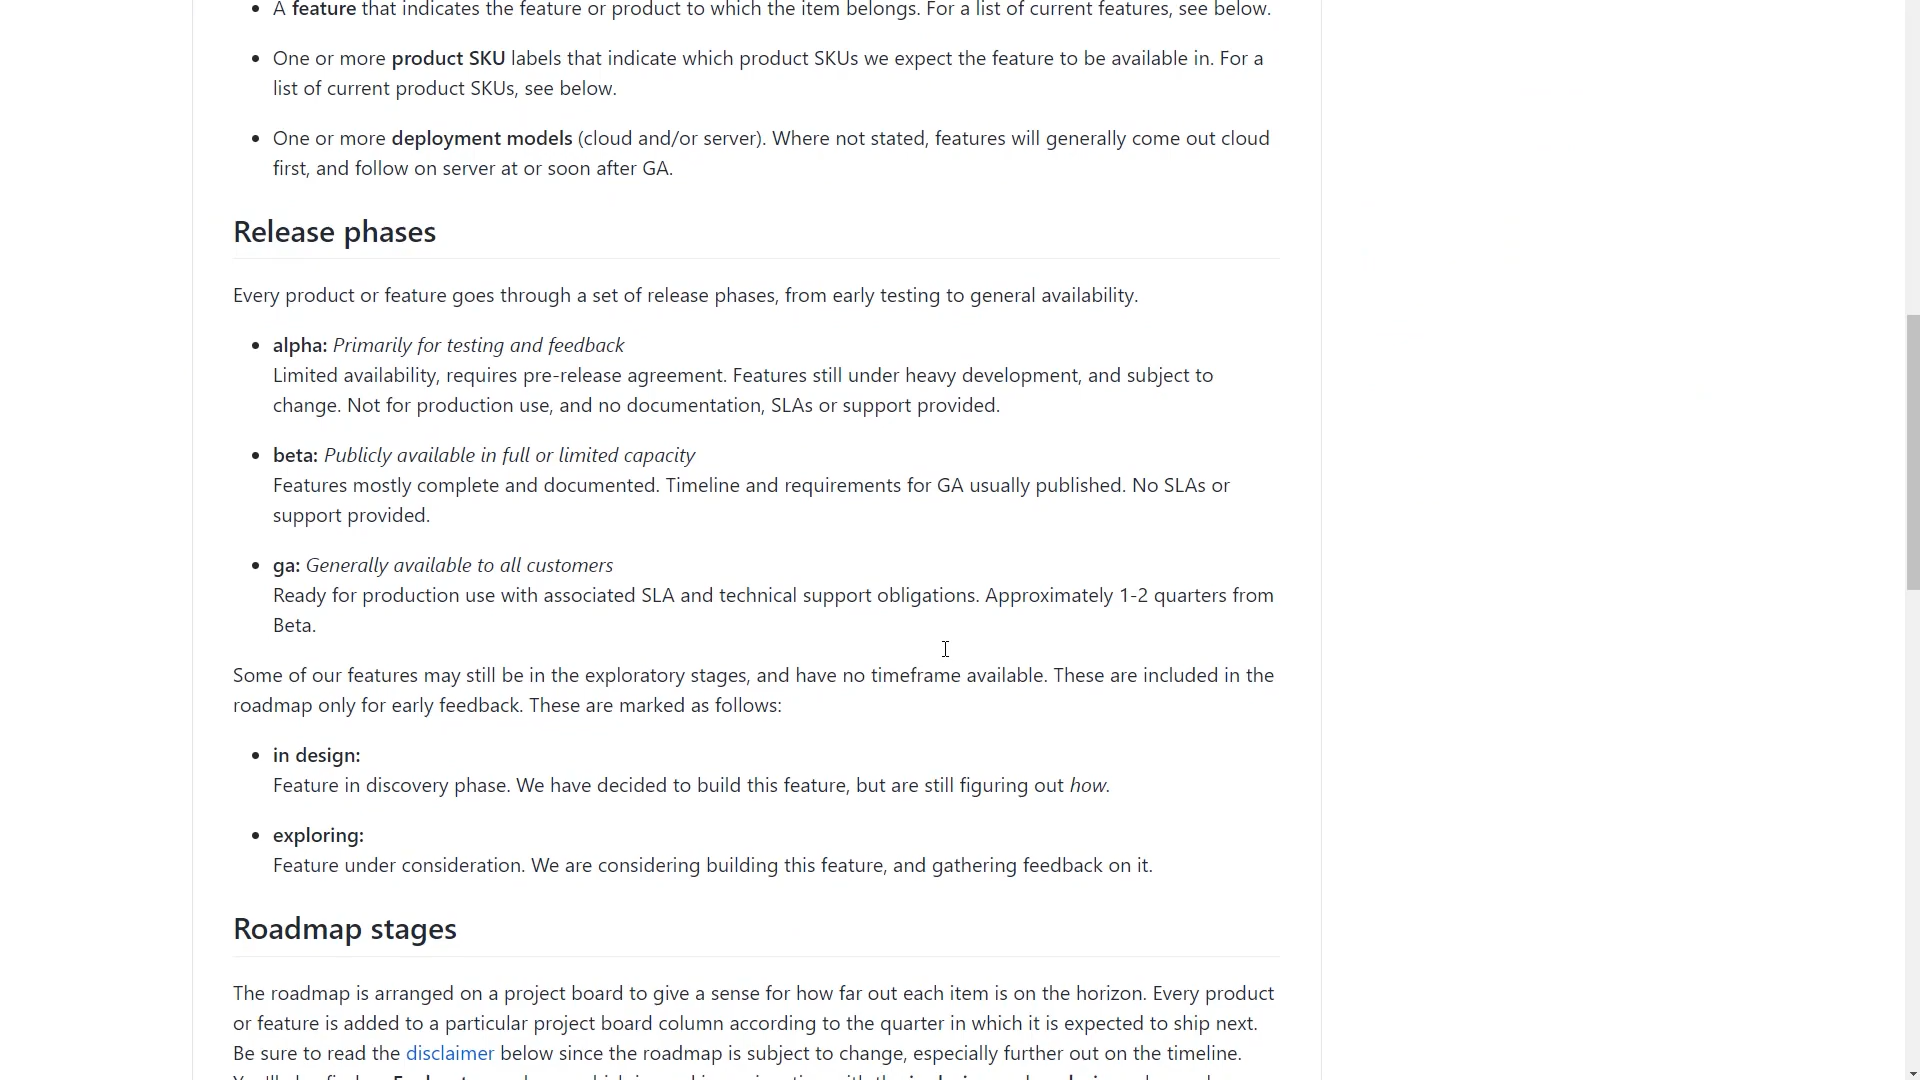 A feature that indicates the feature or product to which the item belongs. For a list of current features, see below.
One or more product SKU labels that indicate which product SKUs we expect the feature to be available in. For a
list of current product SKUs, see below.
One or more deployment models (cloud and/or server). Where not stated, features will generally come out cloud
first, and follow on server at or soon after GA.
Release phases
Every product or feature goes through a set of release phases, from early testing to general availability.
alpha: Primarily for testing and feedback
Limited availability, requires pre-release agreement. Features still under heavy development, and subject to
change. Not for production use, and no documentation, SLAs or support provided.
beta: Publicly available in full or limited capacity
Features mostly complete and documented. Timeline and requirements for GA usually published. No SLAs or
support provided.
ga: Generally available to all customers
Ready for production use with associated SLA and technical support obligations. Approximately 1-2 quarters from
Beta.
Some of our features may still be in the exploratory stages, and have no timeframe available. These are included in the
roadmap only for early feedback. These are marked as follows:
in design:
Feature in discovery phase. We have decided to build this feature, but are still figuring out how.
exploring:
Feature under consideration. We are considering building this feature, and gathering feedback on it.
Roadmap stages
The roadmap is arranged on a project board to give a sense for how far out each item is on the horizon. Every product
or feature is added to a particular project board column according to the quarter in which it is expected to ship next.
Be sure to read the disclaimer below since the roadmap is subject to change, especially further out on the timeline.